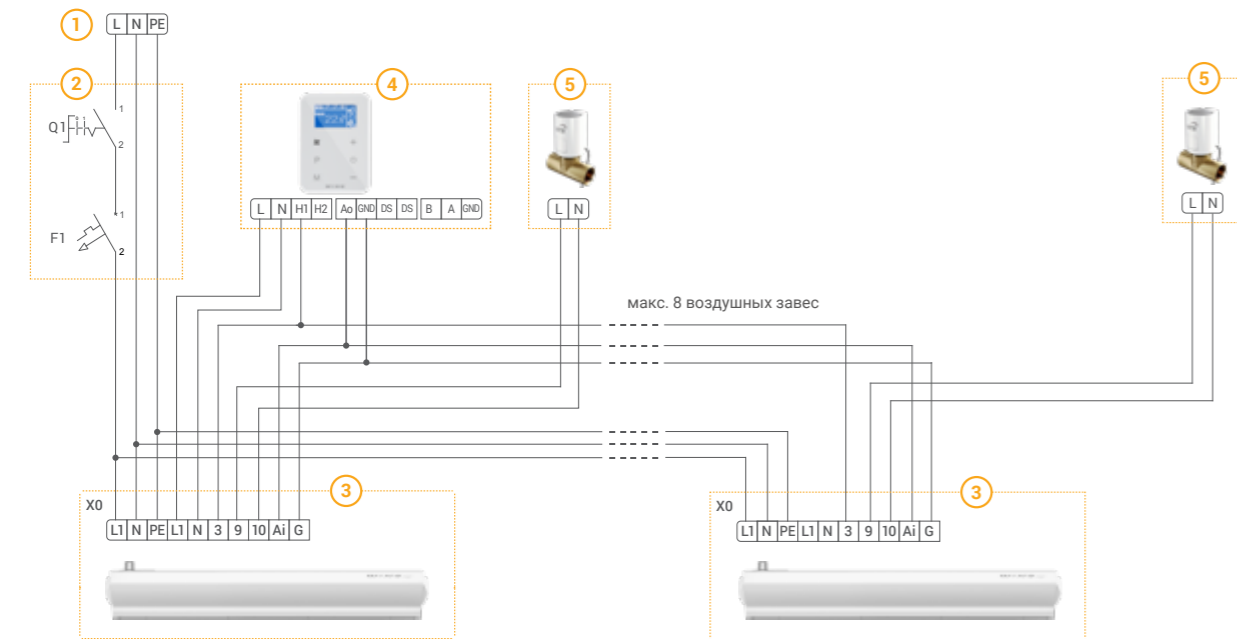 1 L N PE
2 4 5 5
Q1 1 2
F1 1 2
L N H1 H2 Ao GND DS DS B A GND
L N
L N
макс. 8 воздушных завес
X0 3
L1 N PE L1 N 3 9 10 Ai G
X0 3
L1 N PE L1 N 3 9 10 Ai G